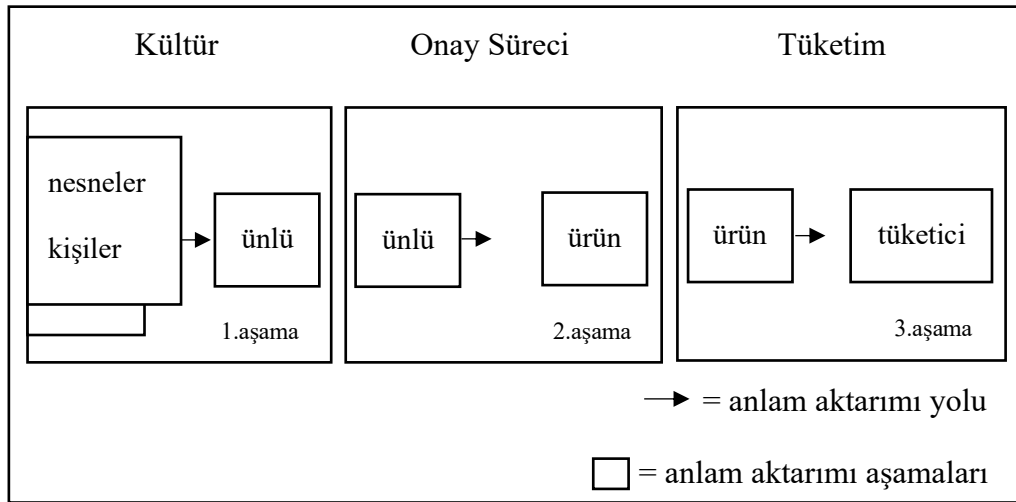 Kültür
Onay Süreci
Tüketim
nesneler
kişiler
ünlü
1.aşama
ünlü
ürün
2.aşama
ürün
tüketici
3.aşama
= anlam aktarımı yolu
= anlam aktarımı aşamaları